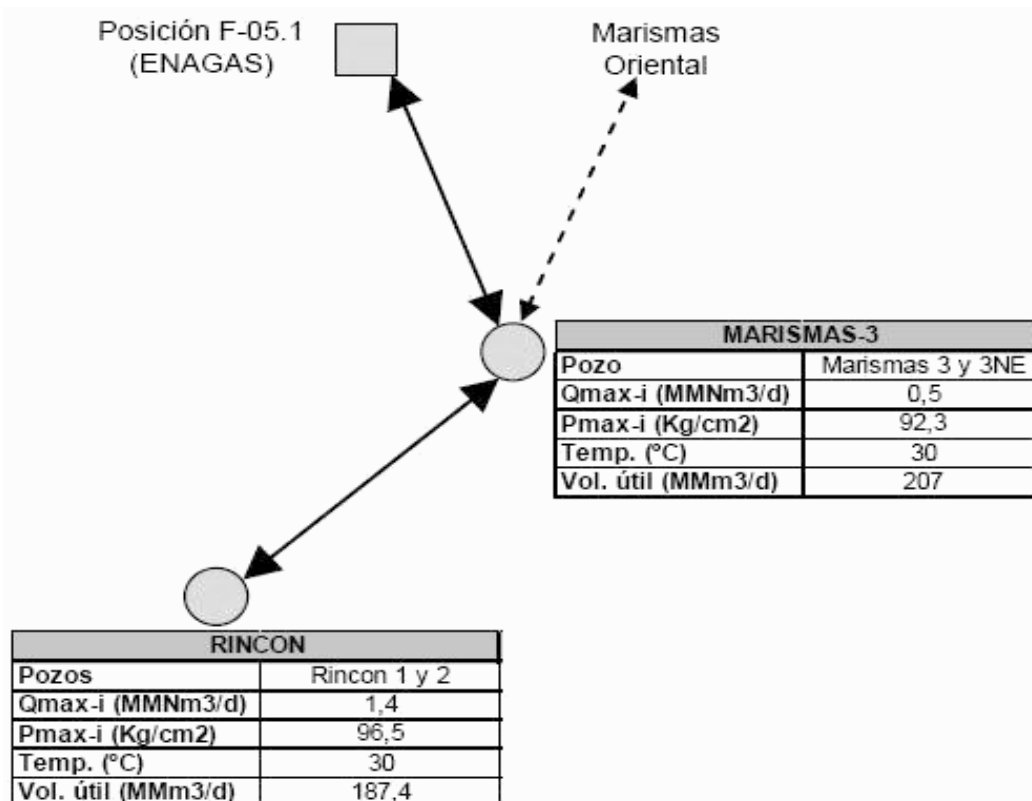 Posición F-05.1
(ENAGAS)
Marismas
Oriental
MARISMAS-3
Pozo Marismas 3 y 3NE
Qmax-i (MMNm3/d) 0,5
Pmax-i (Kg/cm2) 92,3
Temp. (ºC) 30
Vol. útil (MMm3/d) 207
RINCON
Pozos Rincon 1 y 2
Qmax-i (MMNm3/d) 1,4
Pmax-i (Kg/cm2) 96,5
Temp. (ºC) 30
Vol. útil (MMm3/d) 187,4